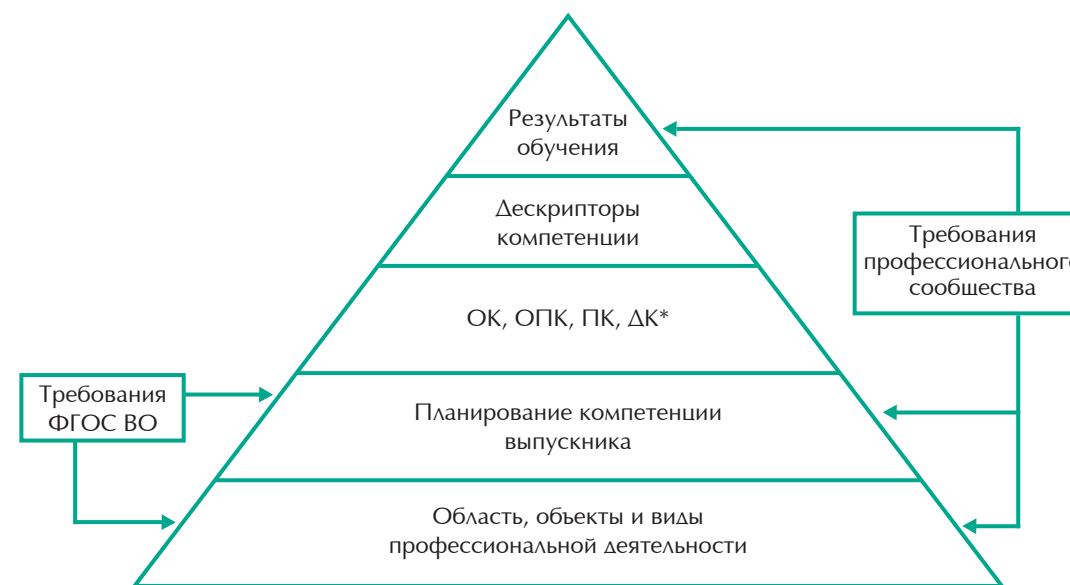 Результаты
обучения
Дескрипторы
компетенции
Требования
профессионального
сообщества
ОК, ОПК, ПК, ДК*
Требования
ФГОС ВО
Планирование компетенции
выпускника
Область, объекты и виды
профессиональной деятельности